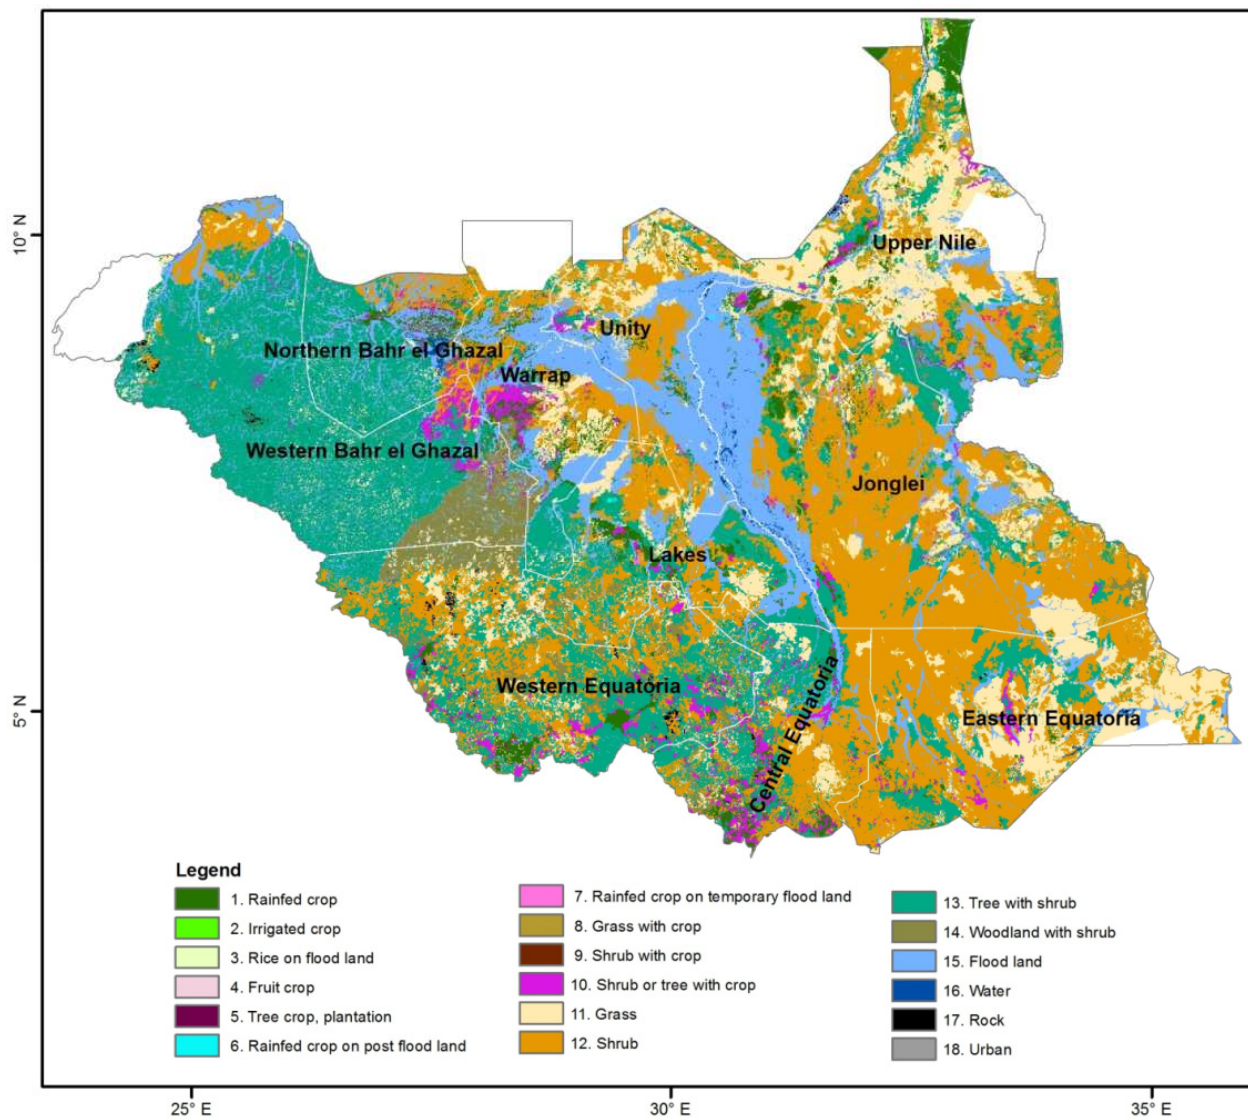 10° N
5° N
Upper Nile
Unity
Northern Bahr el Ghazal
Warrap
Western Bahr el Ghazal
Jonglei
Lakes
Western Equatoria
Central Equatoria
Eastern Equatoria
Legend
1. Rainfed crop
2. Irrigated crop
3. Rice on flood land
4. Fruit crop
5. Tree crop, plantation
6. Rainfed crop on post flood land
7. Rainfed crop on temporary flood land
8. Grass with crop
9. Shrub with crop
10. Shrub or tree with crop
11. Grass
12. Shrub
13. Tree with shrub
14. Woodland with shrub
15. Flood land
16. Water
17. Rock
18. Urban
25° E
30° E
35° E